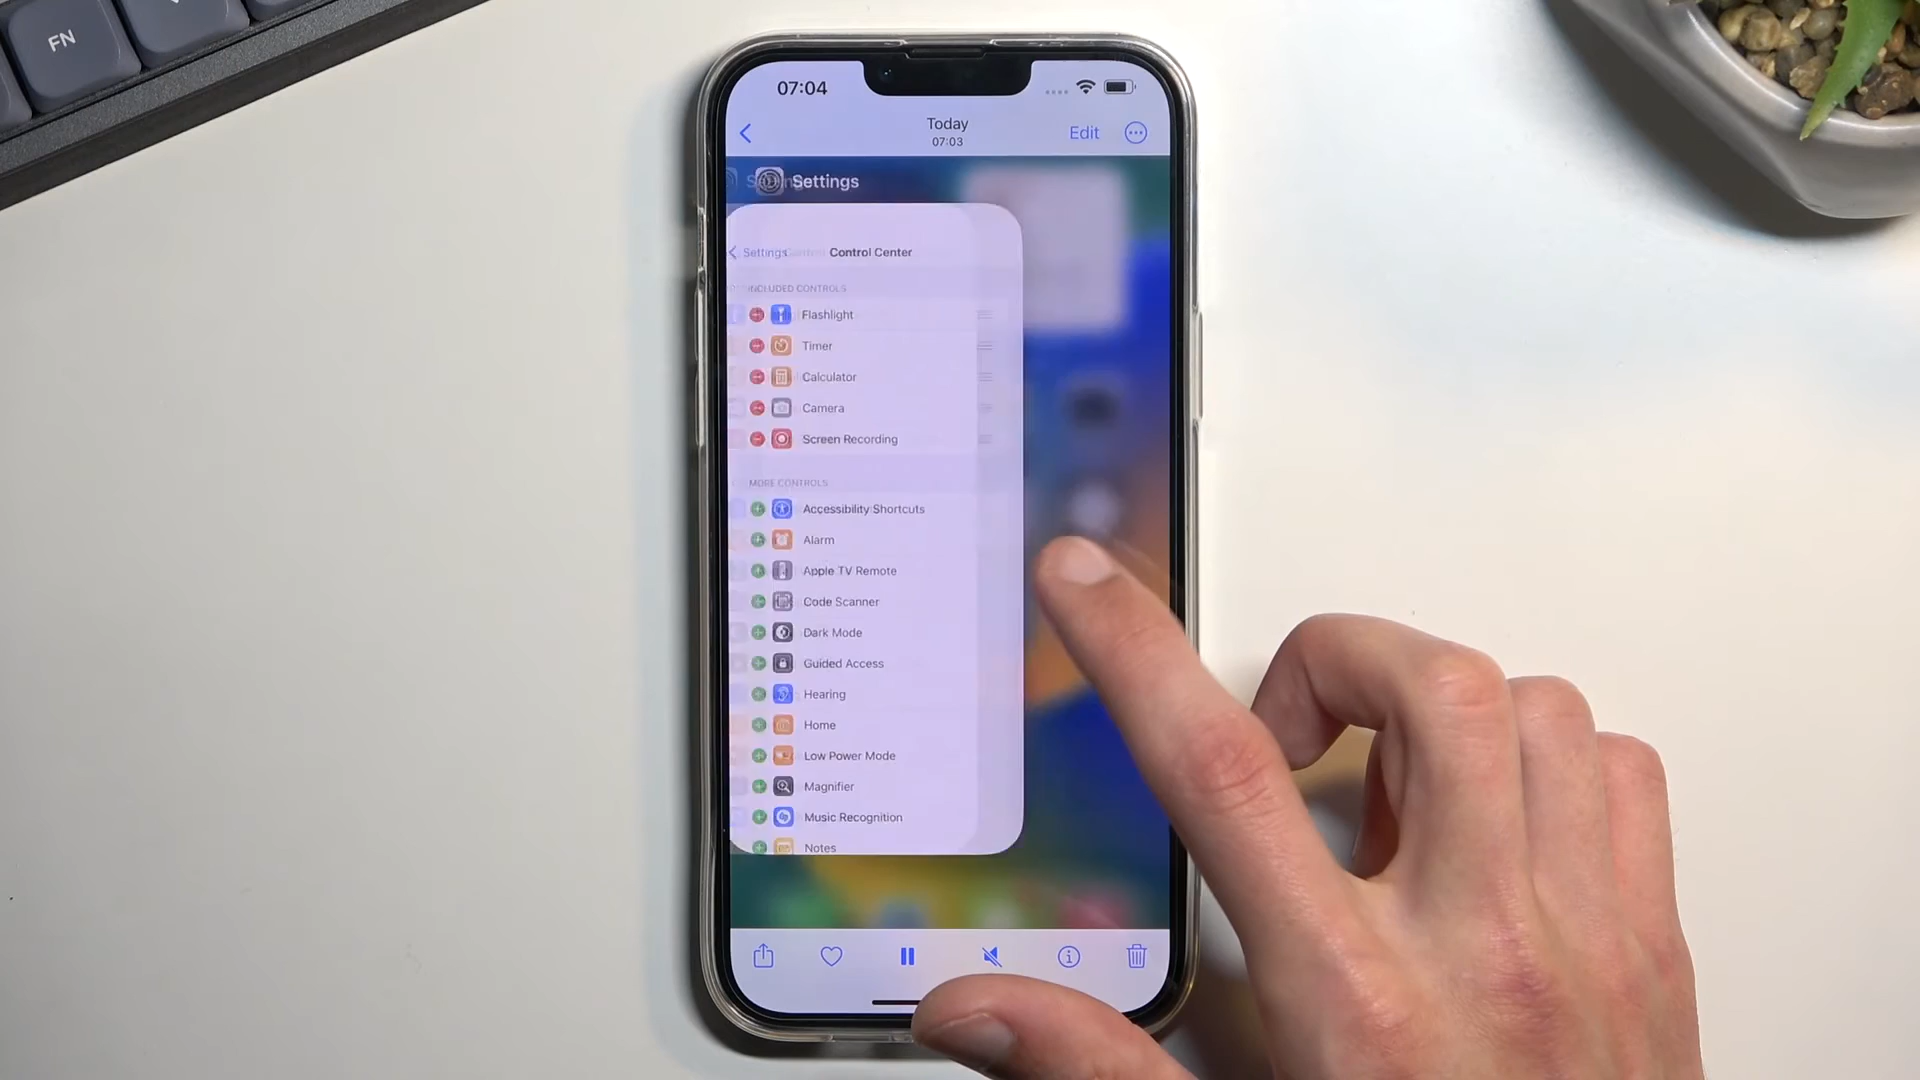 FN
07:04
Today
07:03
Edit
Settings
Settings
Control Center
INCLUDED CONTROLS
Flashlight
Timer
Calculator
Camera
Screen Recording
MORE CONTROLS
Accessibility Shortcuts
Alarm
Apple TV Remote
Code Scanner
Dark Mode
Guided Access
Hearing
Home
Low Power Mode
Magnifier
Music Recognition
Notes